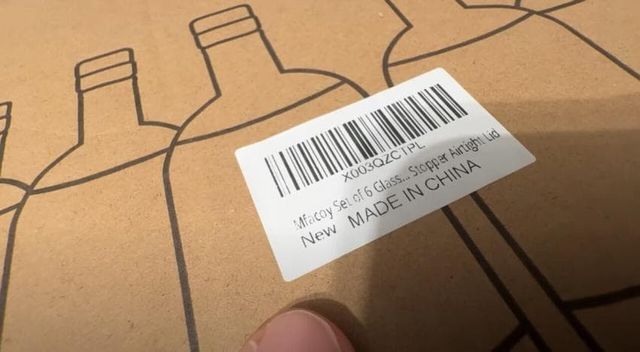 X003QZC1PL
Mfacoy Set of 6 Glass... Stopper Airtight Lid
New MADE IN CHINA